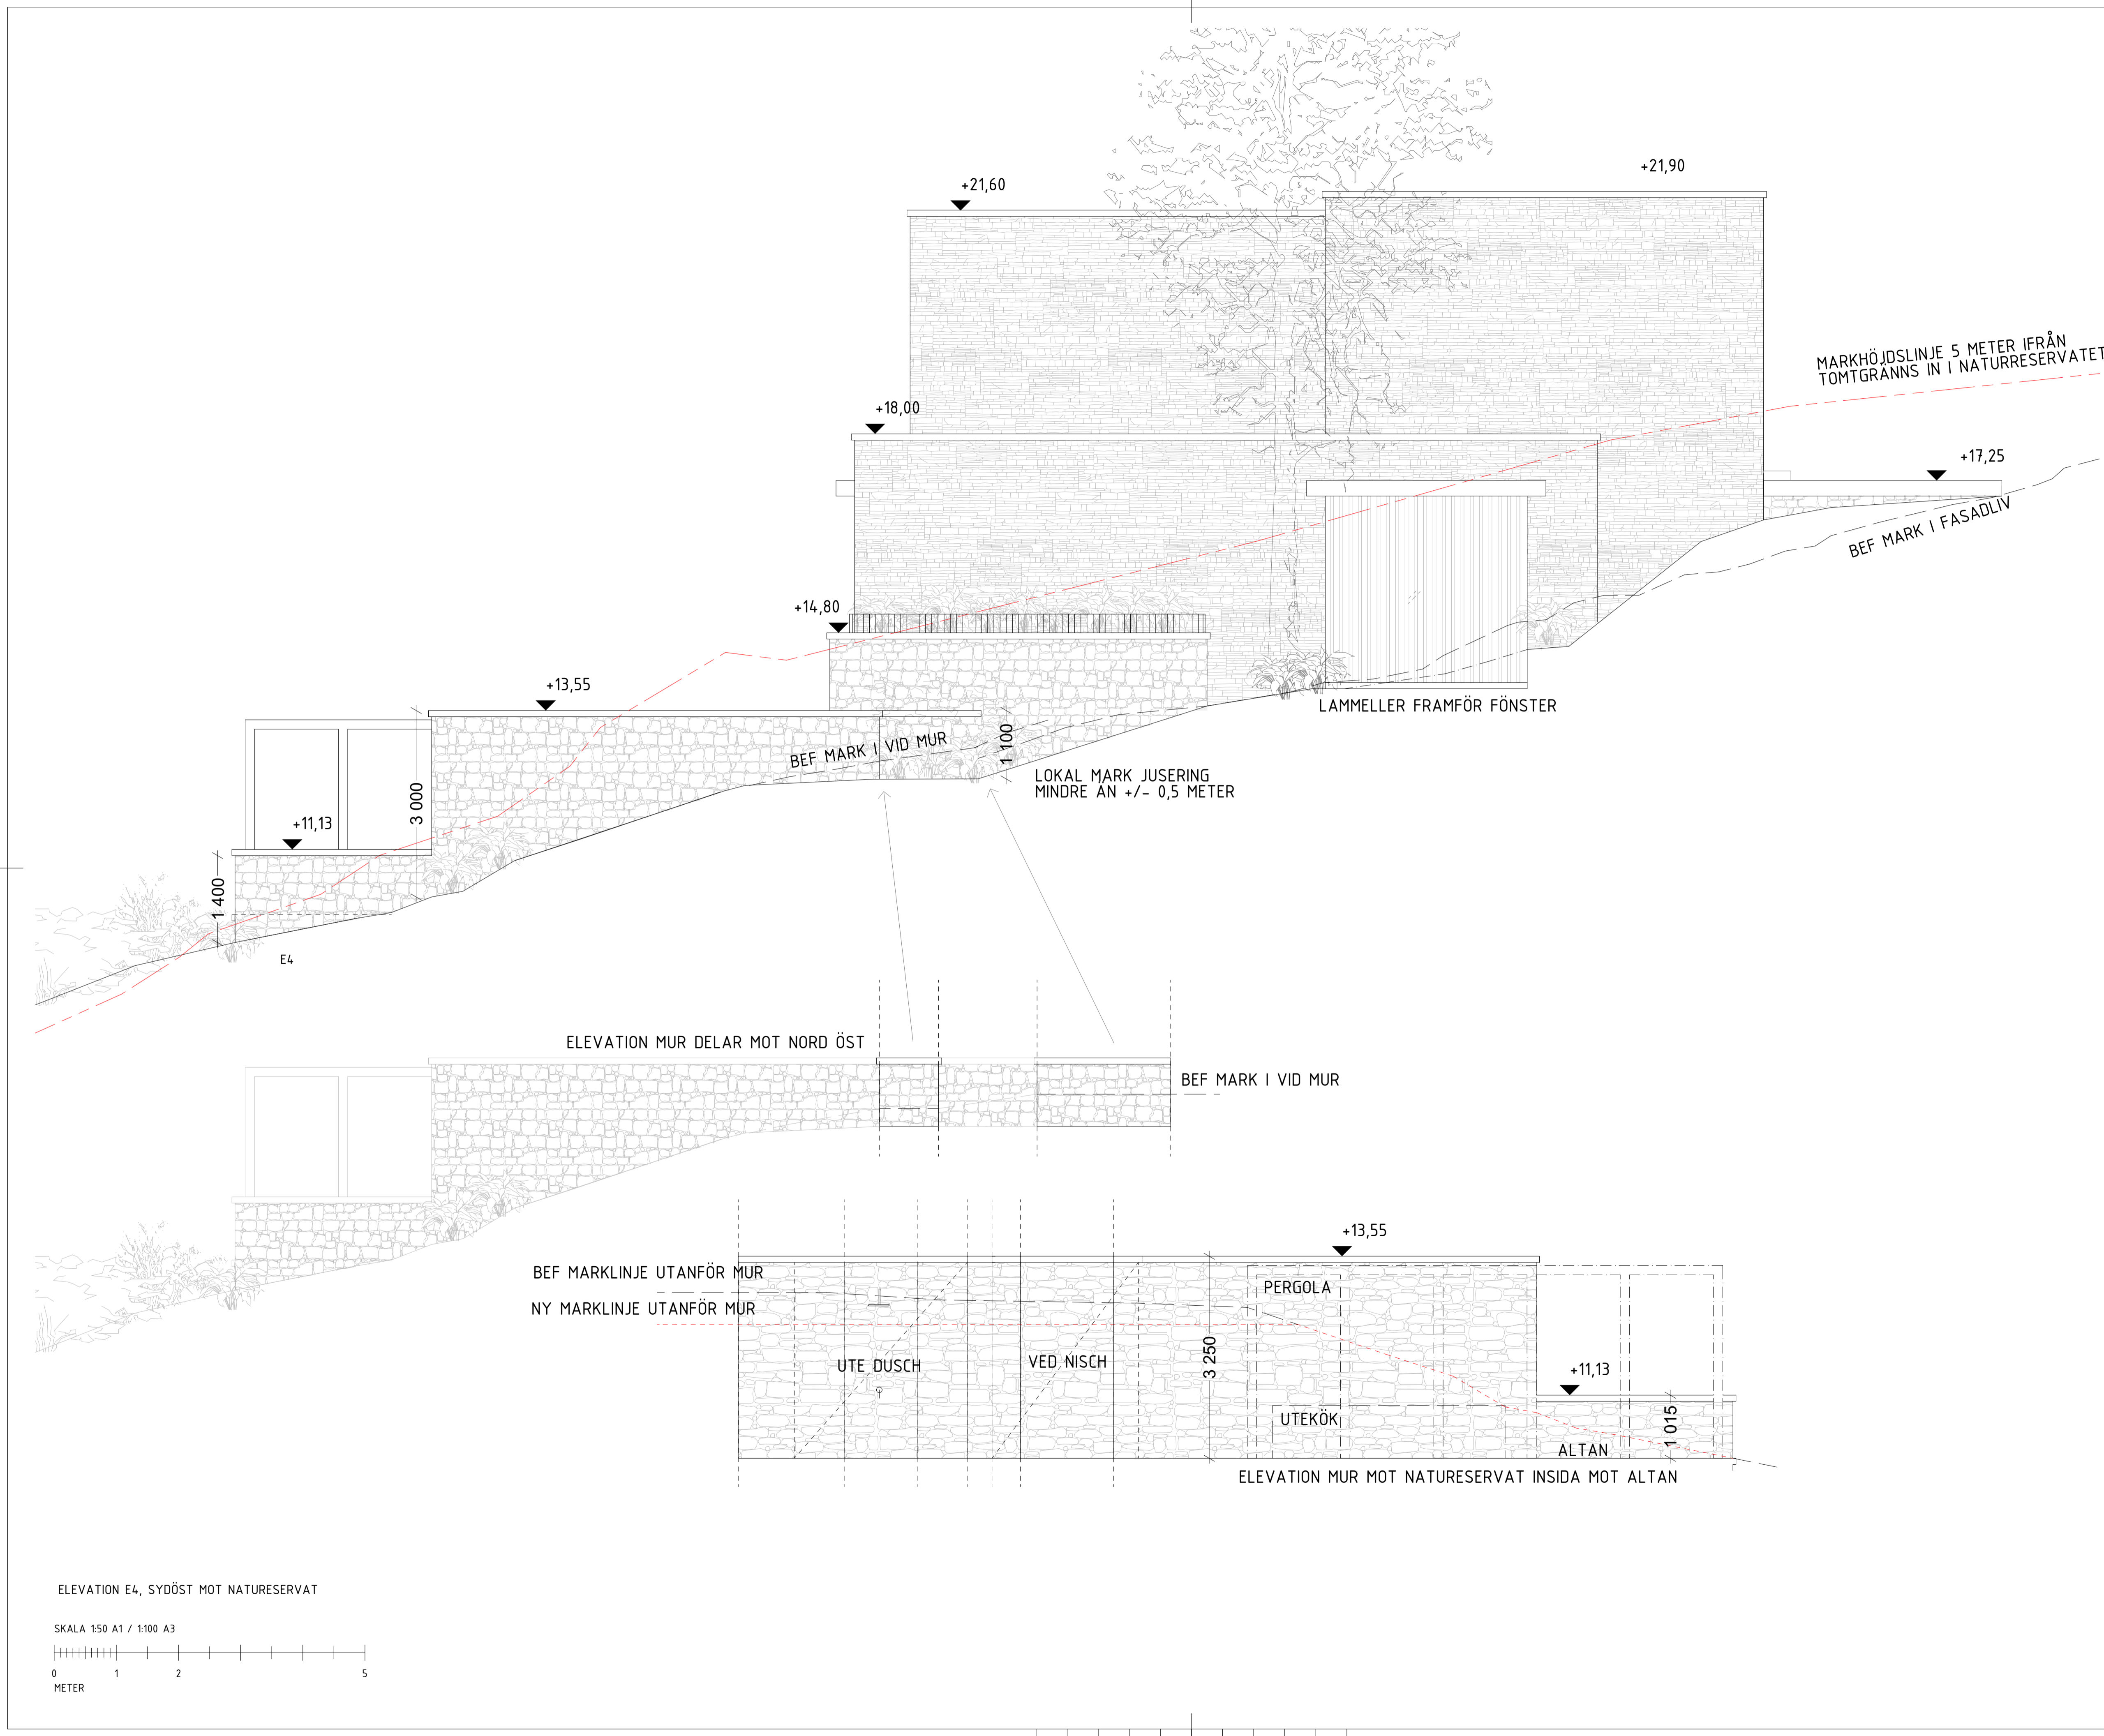 +21,90
+21,60
MARKHÖJDSLINJE 5 METER IFRÅN
TOMTGRÄNNS IN I NATURRESERVATET
+18,00
+17,25
BEF MARK I FASADLIV
+14,80
+13,55
LAMMELLER FRAMFÖR FÖNSTER
BEF MARK I VID MUR
1 100
LOKAL MARK JUSERING
MINDRE ÄN +/- 0,5 METER
3 000
+11,13
1 400
E4
ELEVATION MUR DELAR MOT NORD ÖST
BEF MARK I VID MUR
+13,55
BEF MARKLINJE UTANFÖR MUR
PERGOLA
NY MARKLINJE UTANFÖR MUR
3 250
UTE DUSCH
VED NISCH
+11,13
UTEKÖK
1 015
ALTAN
ELEVATION MUR MOT NATURESERVAT INSIDA MOT ALTAN
ELEVATION E4, SYDÖST MOT NATURESERVAT
SKALA 1:50 A1 / 1:100 A3
0 1 2 5
METER